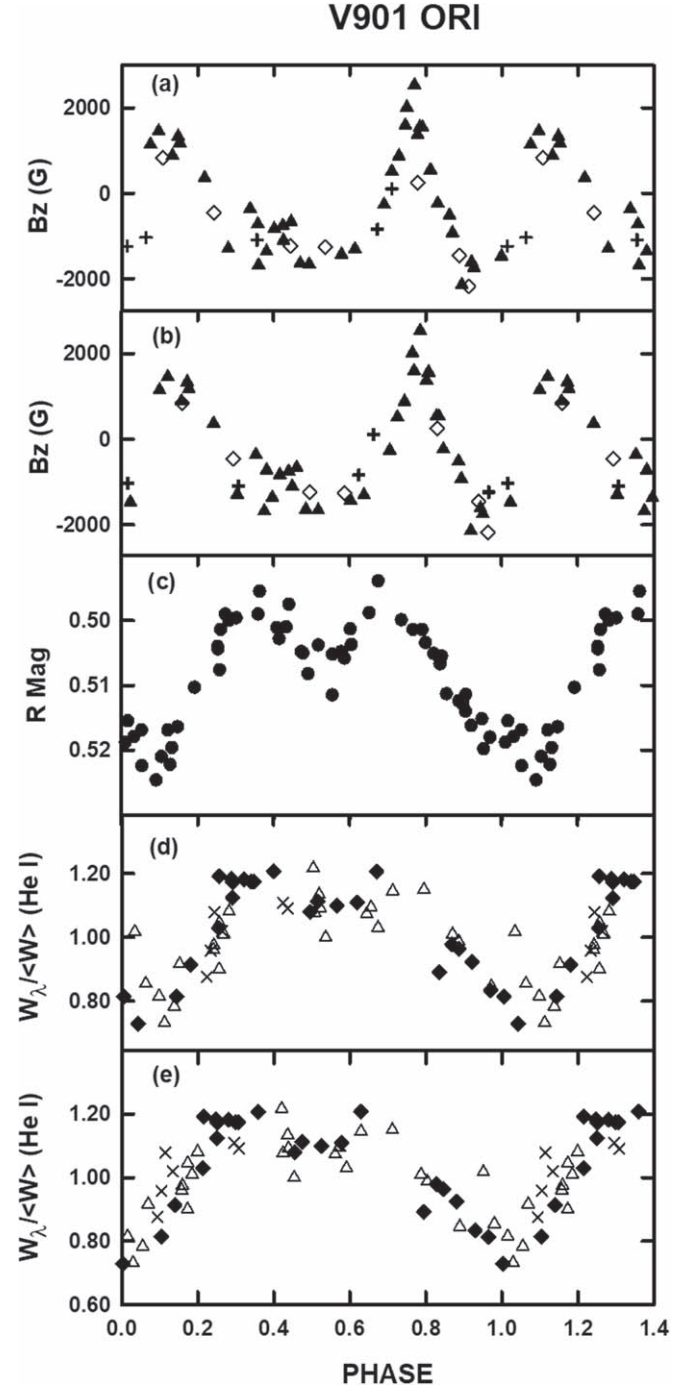 V901 ORI
(a)
2000
0
-2000
Bz (G)
(b)
2000
0
-2000
Bz (G)
(c)
0.50
0.51
0.52
R Mag
(d)
1.20
1.00
0.80
Wλ/<W> (He I)
(e)
1.20
1.00
0.80
0.60
Wλ/<W> (He I)
0.0 0.2 0.4 0.6 0.8 1.0 1.2 1.4
PHASE